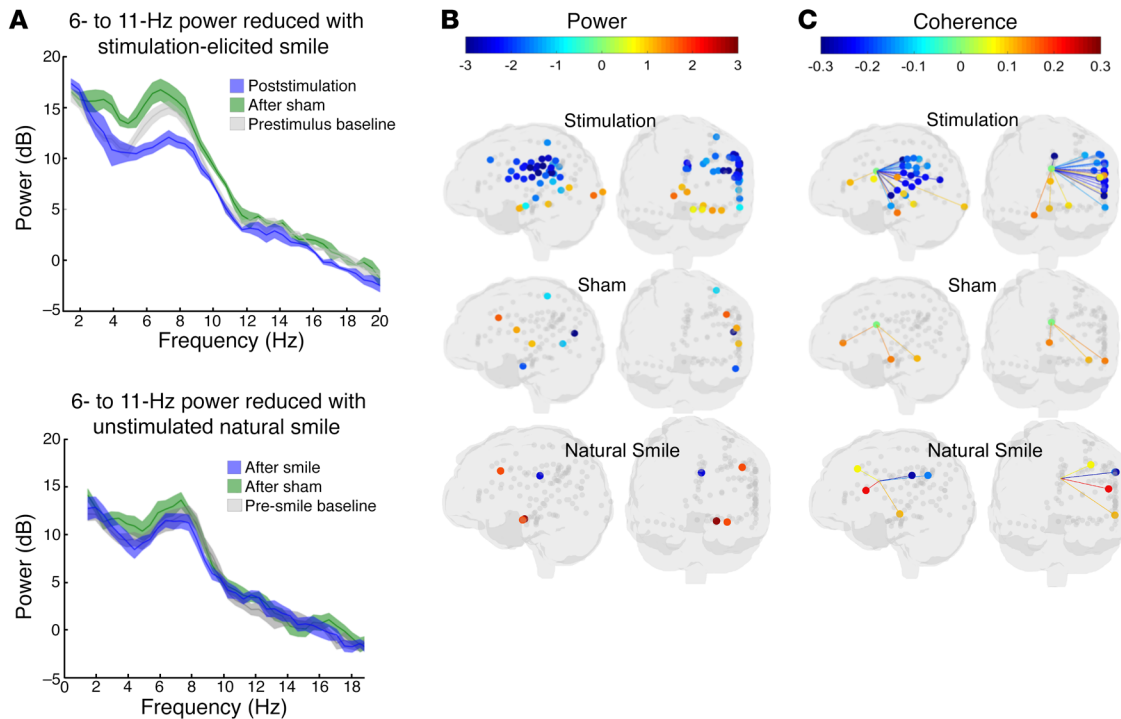 A
6- to 11-Hz power reduced with
stimulation-elicited smile
20
15
10
5
0
−5
Power (dB)
Poststimulation
After sham
Prestimulus baseline
2 4 6 8 10 12 14 16 18 20
Frequency (Hz)
6- to 11-Hz power reduced with
unstimulated natural smile
20
15
10
5
0
−5
Power (dB)
After smile
After sham
Pre-smile baseline
0 2 4 6 8 10 12 14 16 18
Frequency (Hz)
B
Power
-3 -2 -1 0 1 2 3
Stimulation
Sham
Natural Smile
C
Coherence
-0.3 -0.2 -0.1 0 0.1 0.2 0.3
Stimulation
Sham
Natural Smile